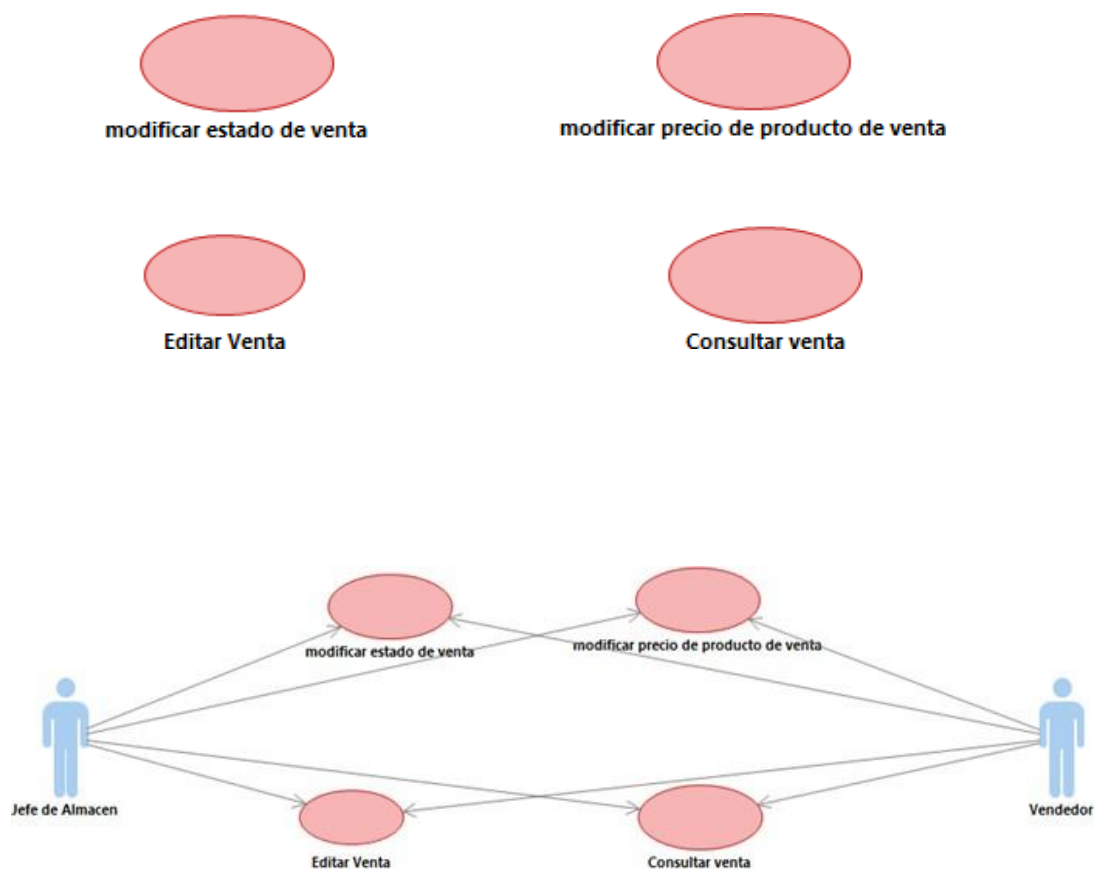 modificar estado de venta
modificar precio de producto de venta
Editar Venta
Consultar venta
modificar estado de venta
modificar precio de producto de venta
Jefe de Almacen
Vendedor
Editar Venta
Consultar venta